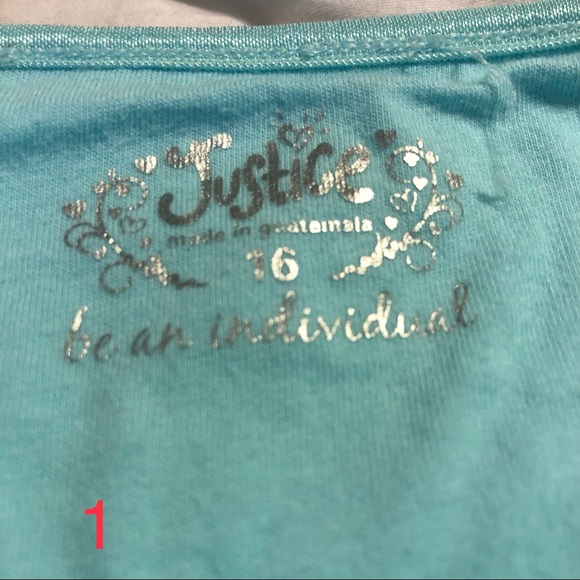 Justice
made in guatemala
16
be an individual
1